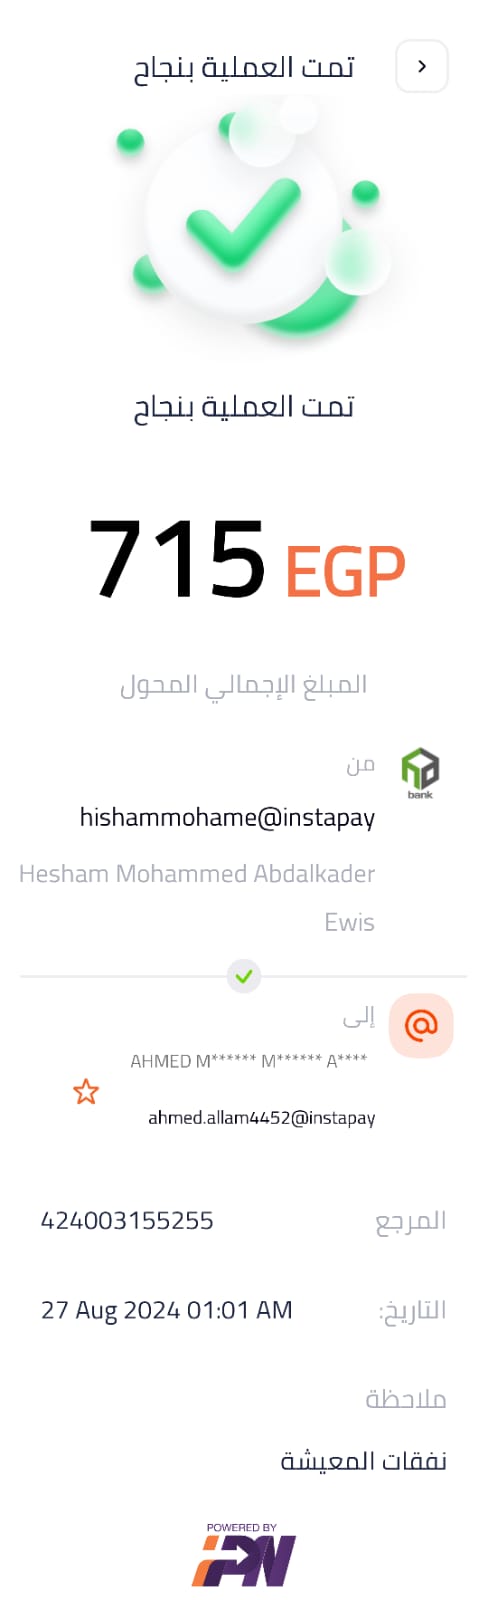 تمت العملية بنجاح
تمت العملية بنجاح
715 EGP
المبلغ الإجمالي المحول
من
bank
hishammohame@instapay
Hesham Mohammed Abdalkader
Ewis
إلى
AHMED M****** M****** A****
ahmed.allam4452@instapay
المرجع 424003155255
التاريخ: 27 Aug 2024 01:01 AM
ملاحظة
نفقات المعيشة
POWERED BY
IPN